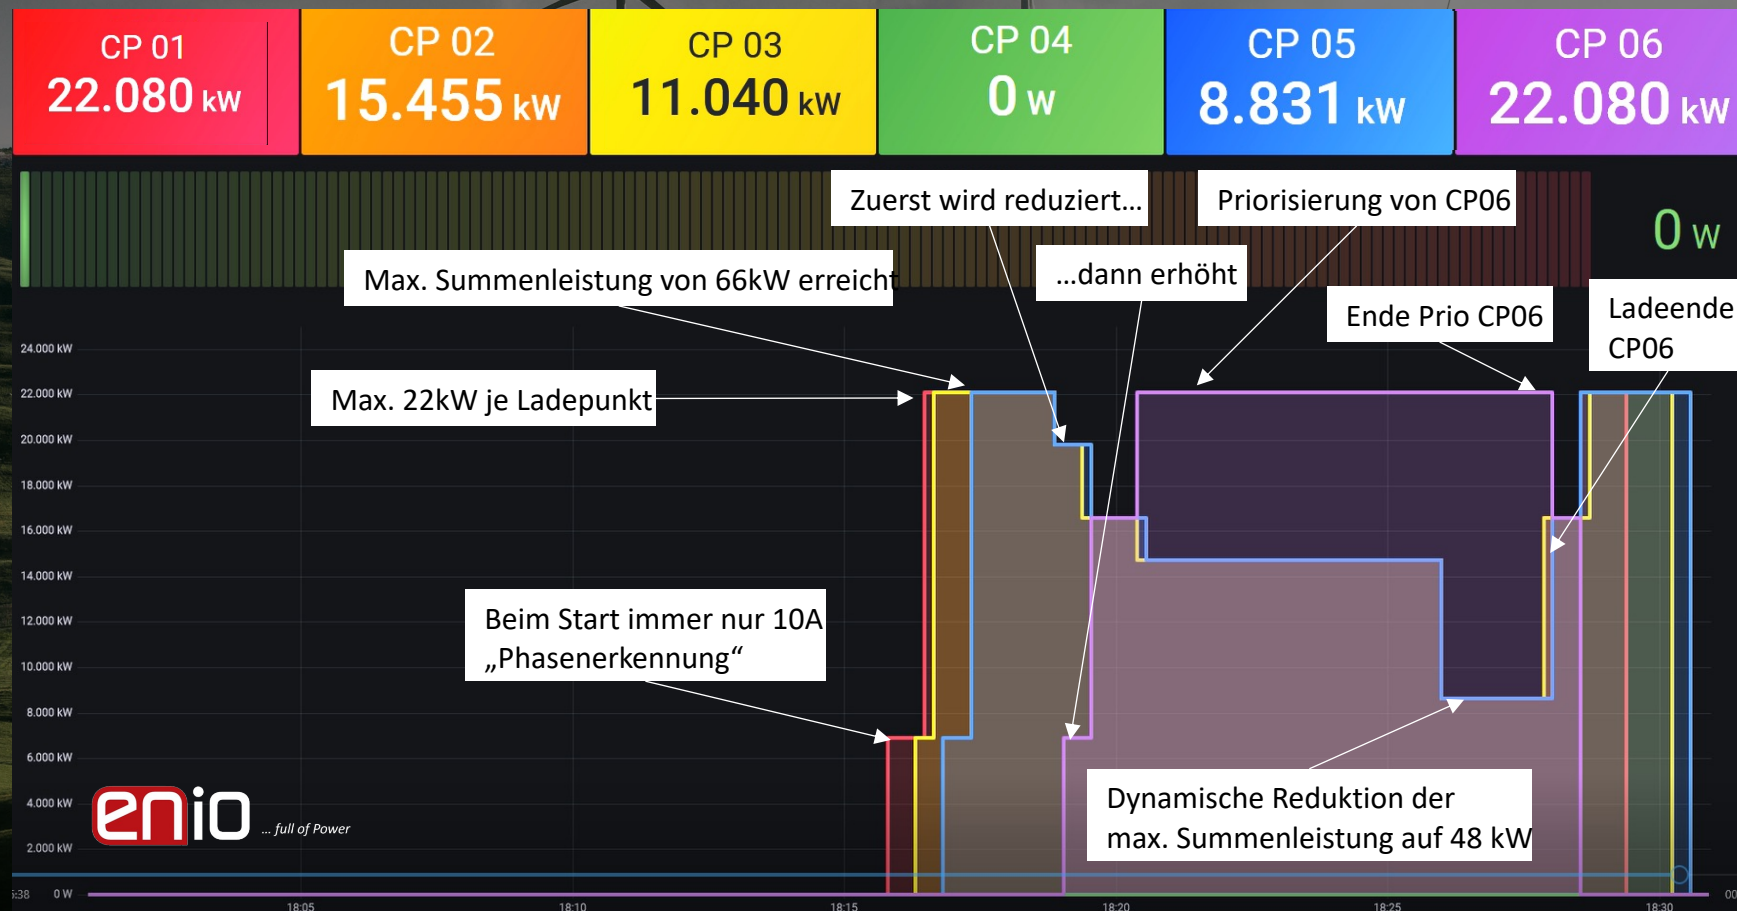 CP 01
22.080 kW
CP 02
15.455 kW
CP 03
11.040 kW
CP 04
0 W
CP 05
8.831 kW
CP 06
22.080 kW
0 W
Zuerst wird reduziert...
Priorisierung von CP06
Max. Summenleistung von 66kW erreicht
...dann erhöht
Ende Prio CP06
Ladeende
CP06
Max. 22kW je Ladepunkt
Beim Start immer nur 10A
„Phasenerkennung“
Dynamische Reduktion der
max. Summenleistung auf 48 kW
24.000 kW
22.000 kW
20.000 kW
18.000 kW
16.000 kW
14.000 kW
12.000 kW
10.000 kW
8.000 kW
6.000 kW
4.000 kW
2.000 kW
0 W
enio
... full of Power
:38
00
18:05
18:10
18:15
18:20
18:25
18:30